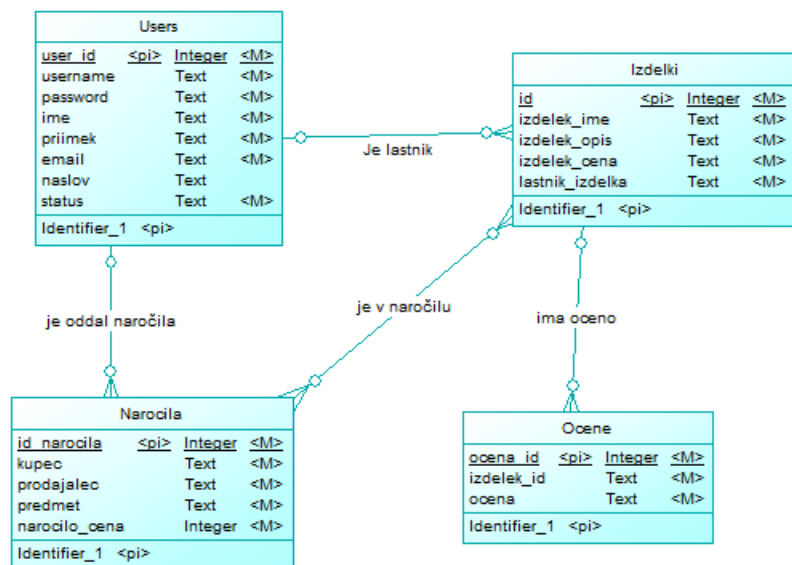 Users
user_id <pi> Integer <M>
username Text <M>
password Text <M>
ime Text <M>
priimek Text <M>
email Text <M>
naslov Text
status Text <M>
Identifier_1 <pi>
Je lastnik
Izdelki
id <pi> Integer <M>
izdelek_ime Text <M>
izdelek_opis Text <M>
izdelek_cena Text <M>
lastnik_izdelka Text <M>
Identifier_1 <pi>
je oddal naročila
je v naročilu
ima oceno
Narocila
id_narocila <pi> Integer <M>
kupec Text <M>
prodajalec Text <M>
predmet Text <M>
narocilo_cena Integer <M>
Identifier_1 <pi>
Ocene
ocena_id <pi> Integer <M>
izdelek_id Text <M>
ocena Text <M>
Identifier_1 <pi>